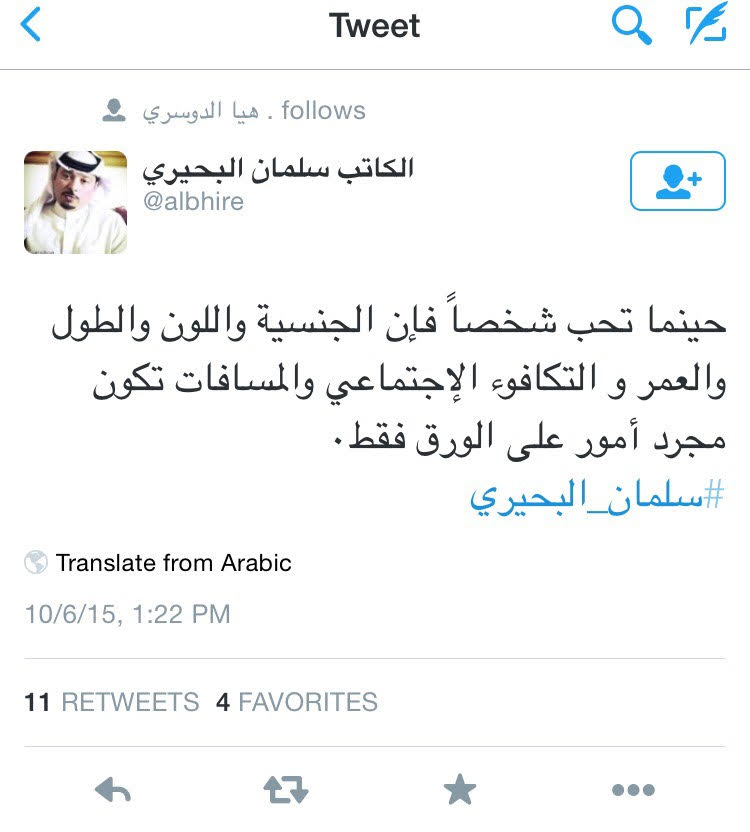 Tweet
هيا الدوسري . follows
الكاتب سلمان البحيري
@albhire
حينما تحب شخصاً فإن الجنسية واللون والطول
والعمر و التكافوء الإجتماعي والمسافات تكون
مجرد أمور على الورق فقط.
#سلمان_البحيري
Translate from Arabic
10/6/15, 1:22 PM
11 RETWEETS 4 FAVORITES